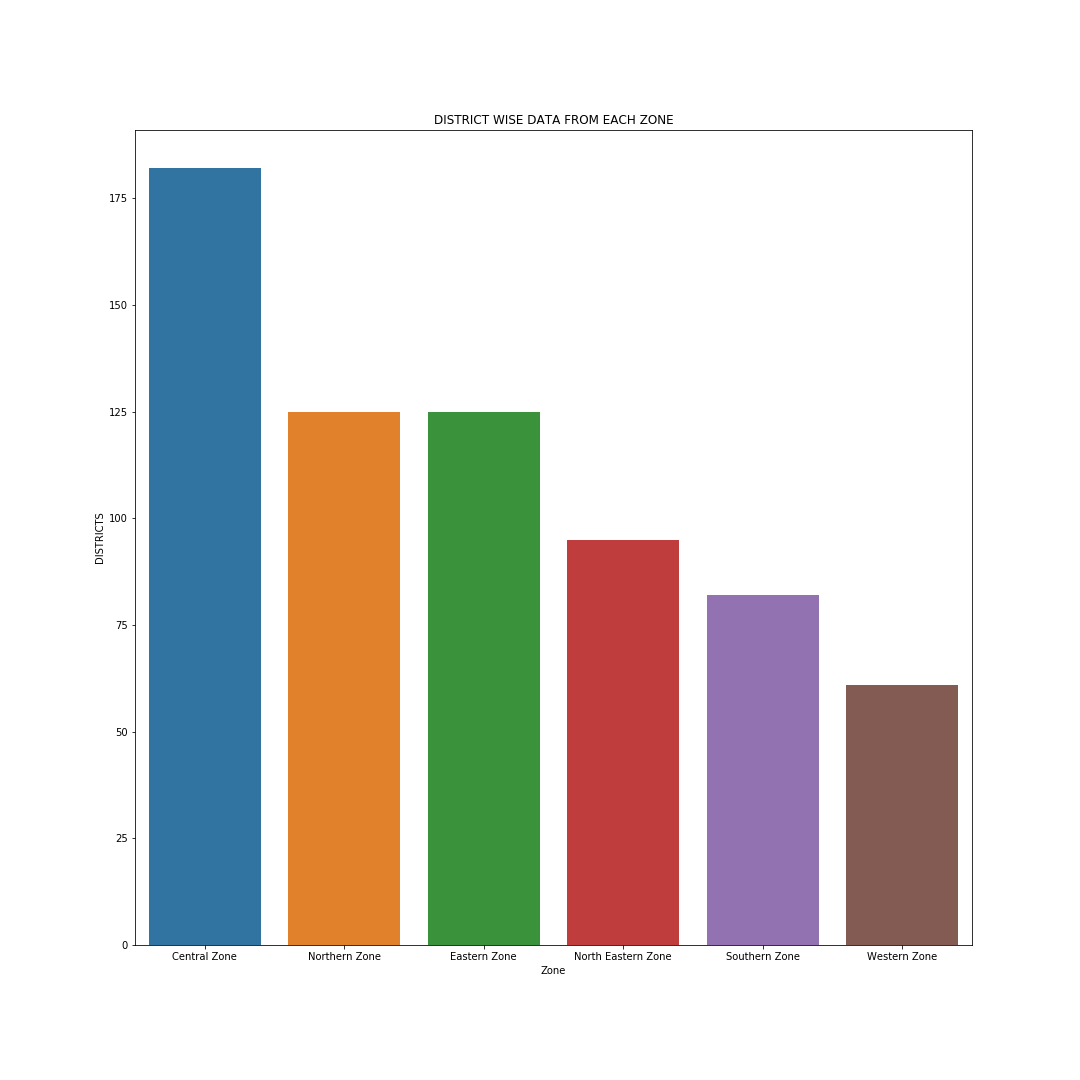 DISTRICT WISE DATA FROM EACH ZONE
175
150
125
100
75
50
25
0
DISTRICTS
Central Zone
Northern Zone
Eastern Zone
North Eastern Zone
Southern Zone
Western Zone
Zone